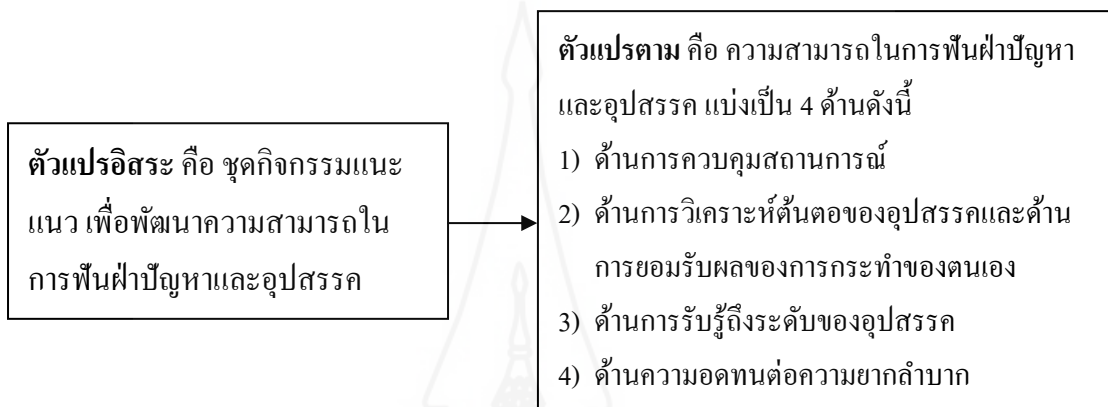 ตัวแปรอิสระ คือ ชุดกิจกรรมแนะ
แนว เพื่อพัฒนาความสามารถใน
การฟันฝ่าปัญหาและอุปสรรค
ตัวแปรตาม คือ ความสามารถในการฟันฝ่าปัญหา
และอุปสรรค แบ่งเป็น 4 ด้านดังนี้
1) ด้านการควบคุมสถานการณ์
2) ด้านการวิเคราะห์ต้นตอของอุปสรรคและด้าน
การยอมรับผลของการกระทำของตนเอง
3) ด้านการรับรู้ถึงระดับของอุปสรรค
4) ด้านความอดทนต่อความยากลำบาก